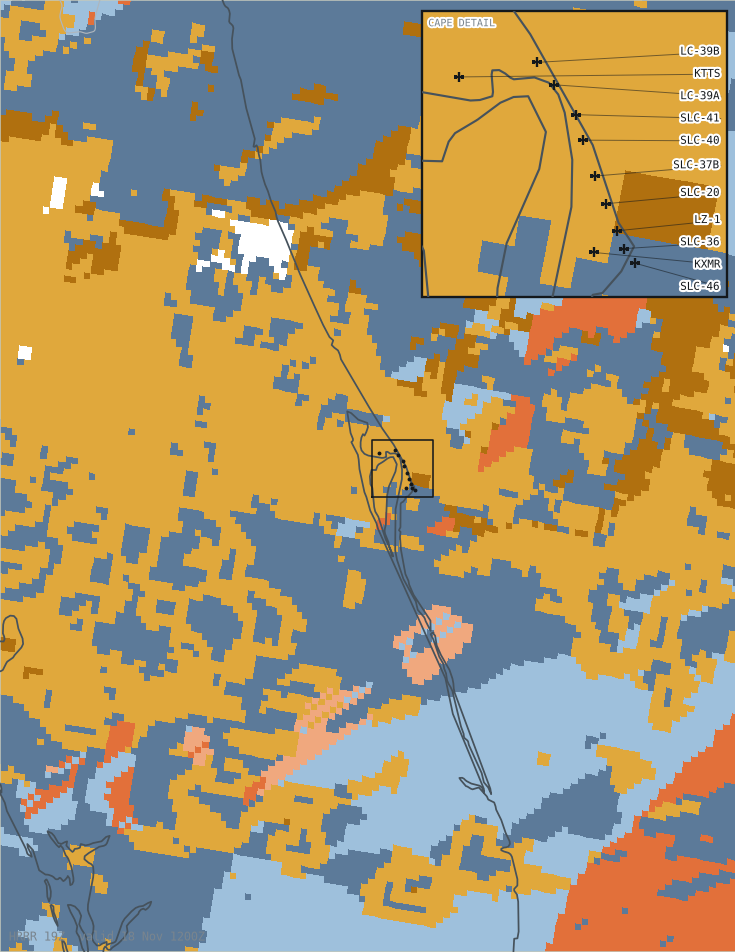 CAPE DETAIL
LC-39B
KTTS
LC-39A
SLC-41
SLC-40
SLC-37B
SLC-20
LZ-1
SLC-36
KXMR
SLC-46